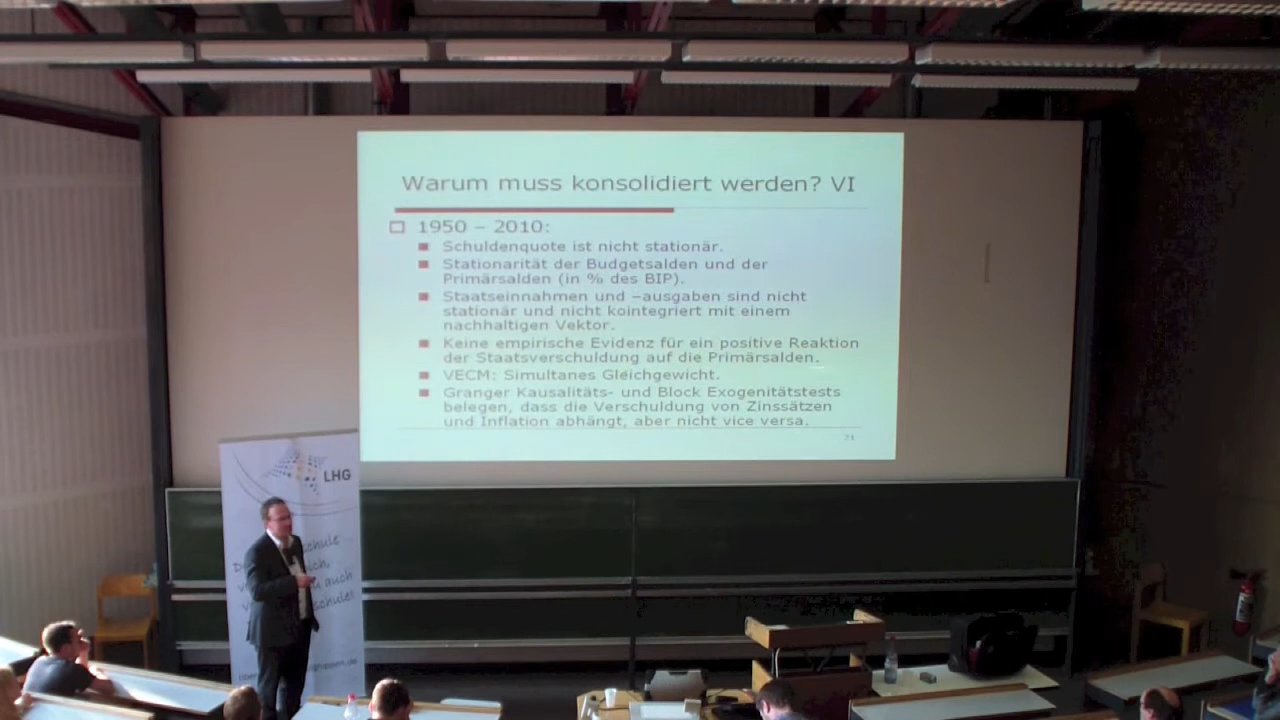 Warum muss konsolidiert werden? VI
1950 – 2010:
Schuldenquote ist nicht stationär.
Stationarität der Budgetsalden und der
Primärsalden (in % des BIP).
Staatseinnahmen und –ausgaben sind nicht
stationär und nicht kointegriert mit einem
nachhaltigen Vektor.
Keine empirische Evidenz für ein positive Reaktion
der Staatsverschuldung auf die Primärsalden.
VECM: Simultanes Gleichgewicht.
Granger Kausalitäts- und Block Exogenitätstests
belegen, dass die Verschuldung von Zinssätzen
und Inflation abhängt, aber nicht vice versa.
21
LHG
auch